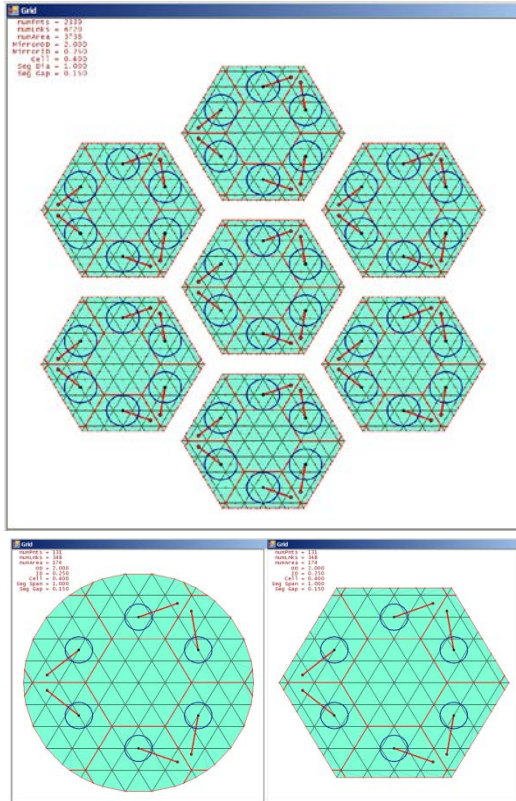 Grid
numPnts = 2339
numLnks = 6720
numArea = 3738
MirrorOD = 2.000
MirrorID = 0.250
Cell = 0.400
Seg Dia = 1.000
Seg Gap = 0.150
Grid
numPnts = 131
numLnks = 348
numArea = 174
OD = 2.000
ID = 0.250
Cell = 0.400
Seg Span = 1.000
Seg Gap = 0.150
Grid
numPnts = 131
numLnks = 348
numArea = 174
OD = 2.000
ID = 0.250
Cell = 0.400
Seg Span = 1.000
Seg Gap = 0.150